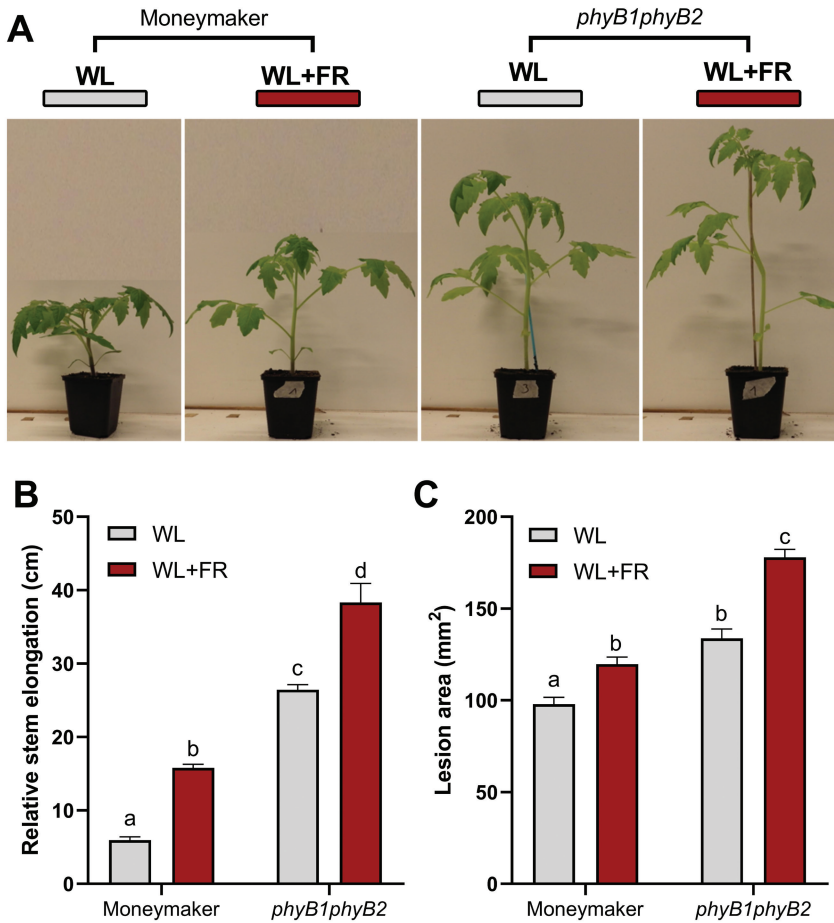 A
Moneymaker
phyB1phyB2
WL
WL+FR
WL
WL+FR
3
B
Relative stem elongation (cm)
50
40
30
20
10
0
WL
WL+FR
a
b
c
d
Moneymaker
phyB1phyB2
C
Lesion area (mm²)
200
150
100
50
0
WL
WL+FR
a
b
b
c
Moneymaker
phyB1phyB2